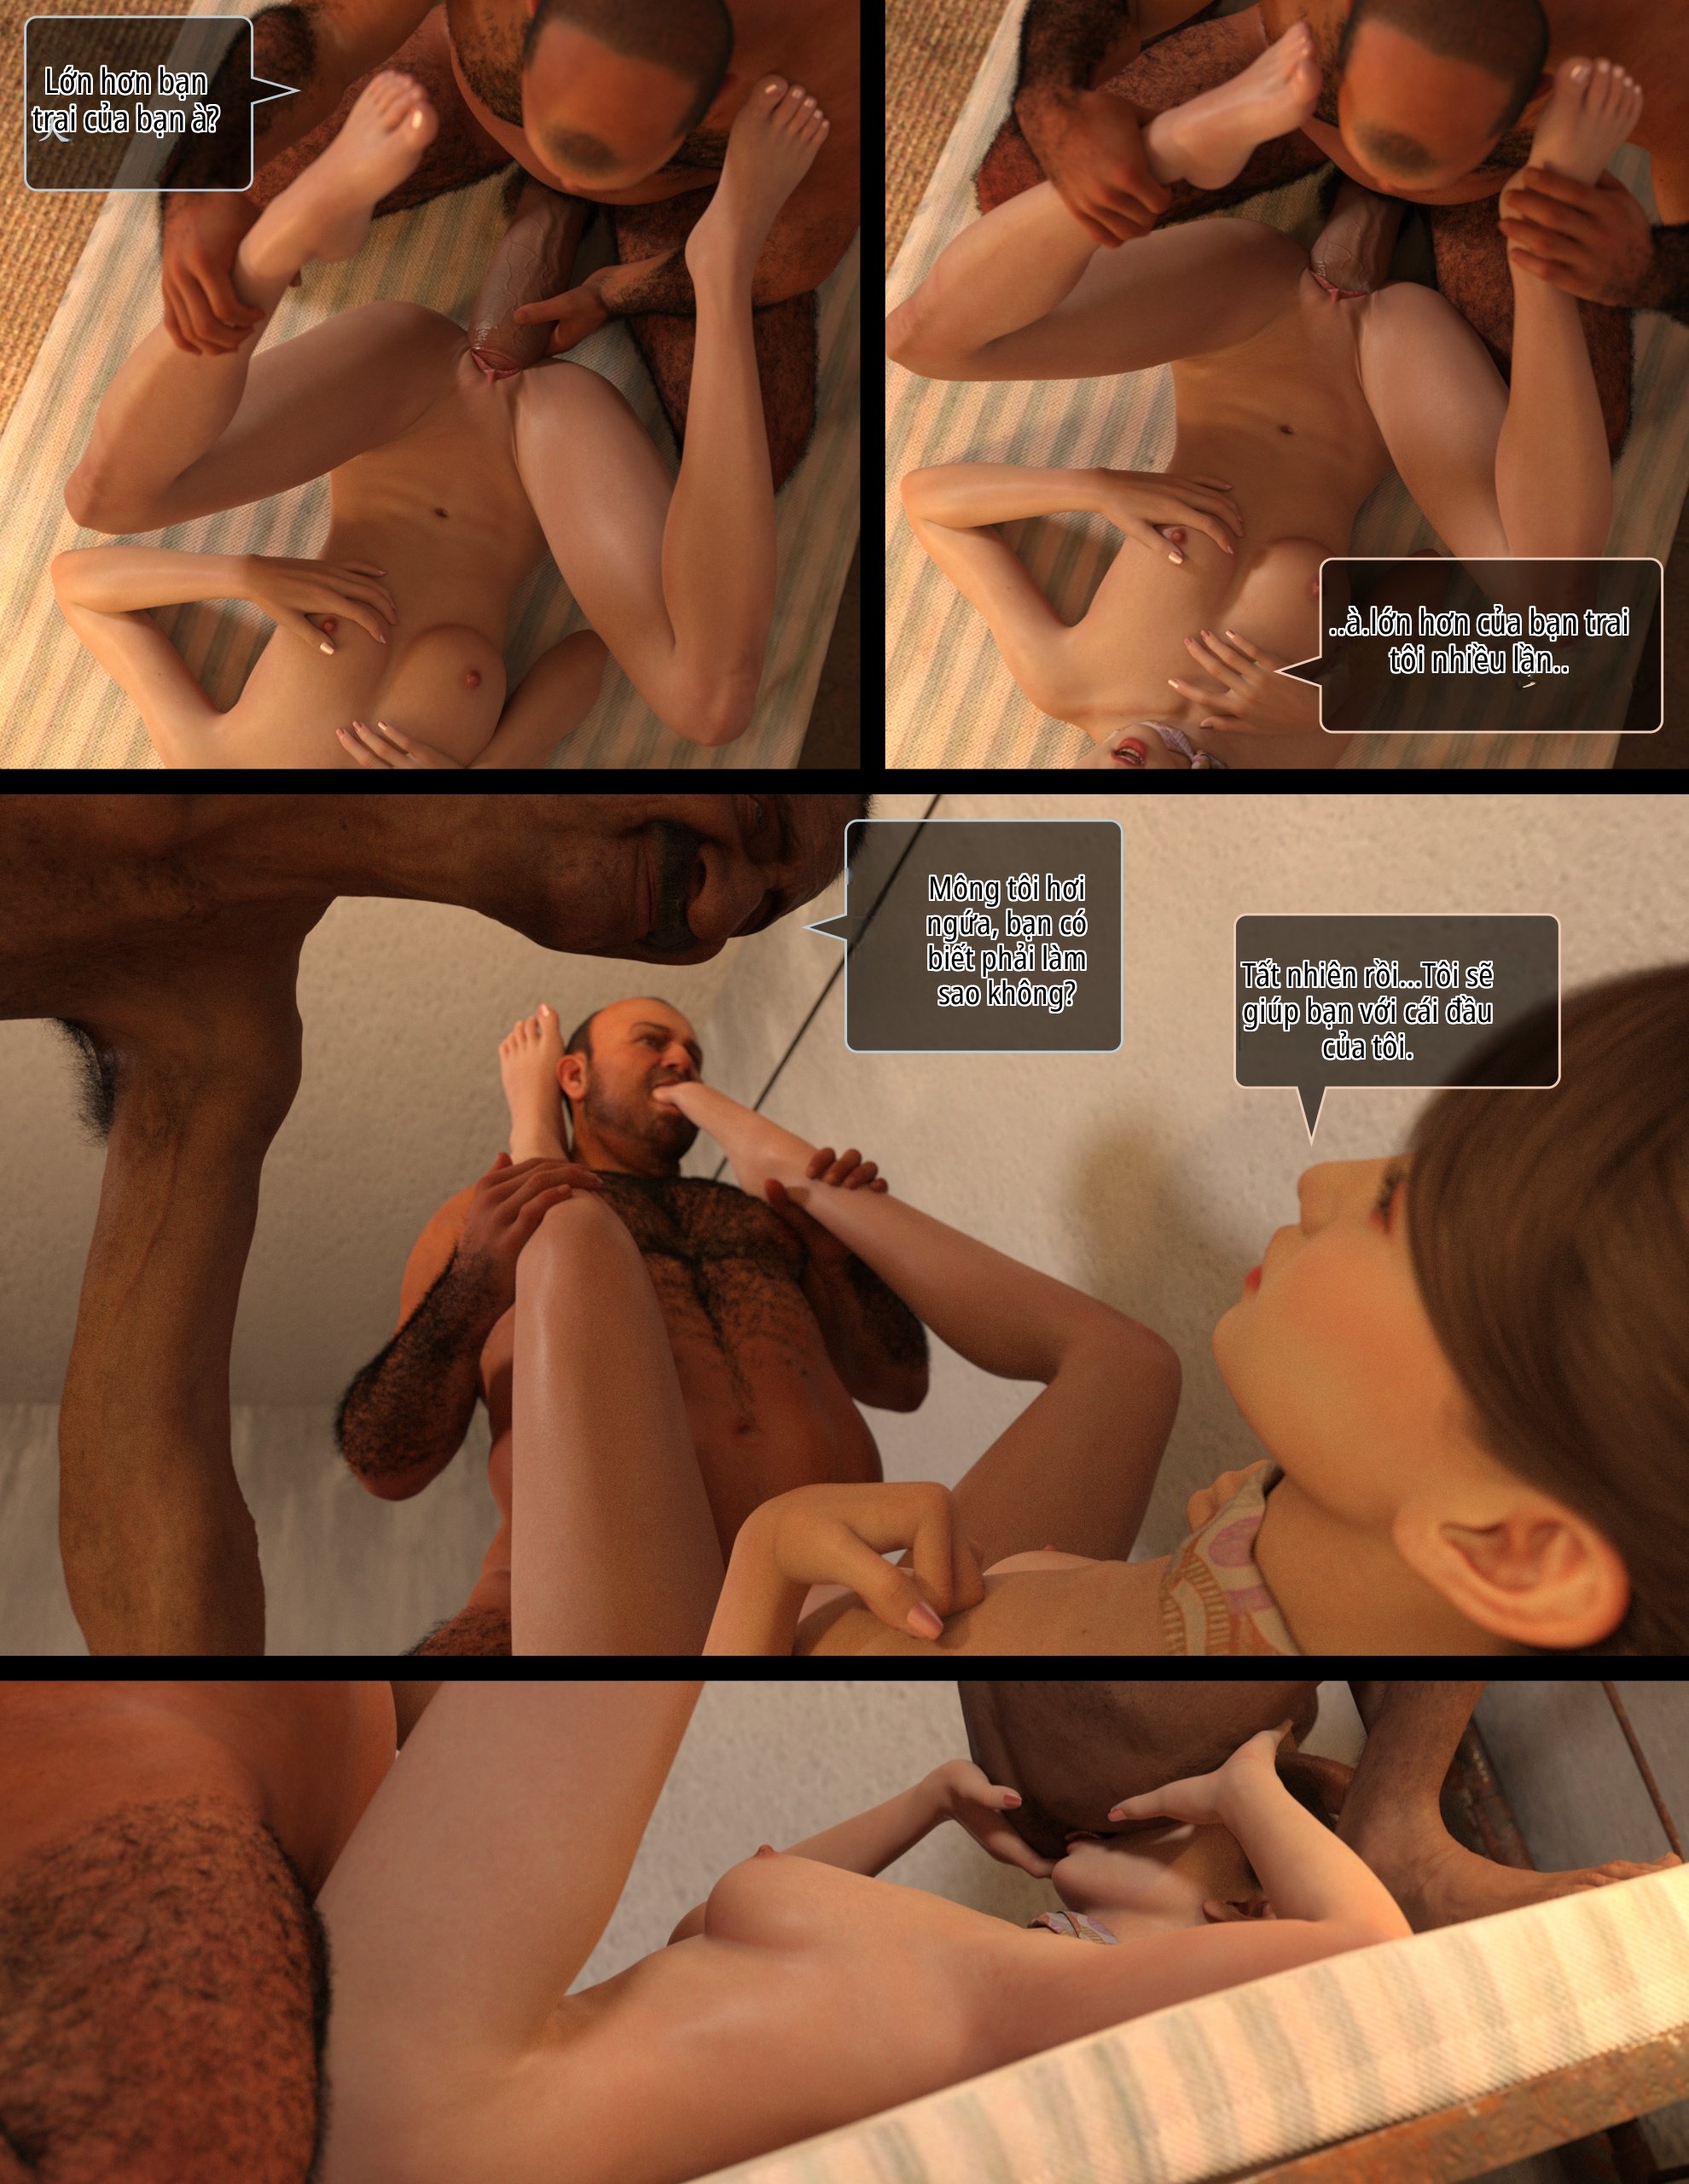 Lớn hơn bạn
trai của bạn à?
..à.lớn hơn của bạn trai
tôi nhiều lần..
Mông tôi hơi
ngứa, bạn có
biết phải làm
sao không?
Tất nhiên rồi...Tôi sẽ
giúp bạn với cái đầu
của tôi.